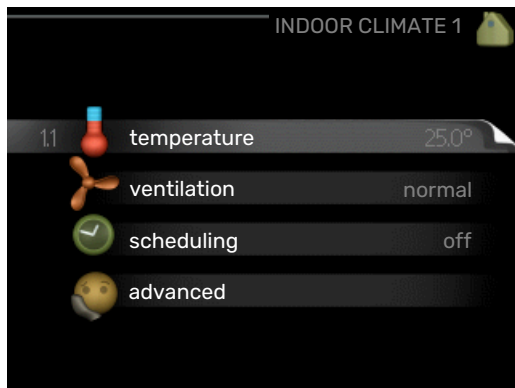 INDOOR CLIMATE 1
1.1 temperature 25.0°
ventilation normal
scheduling off
advanced